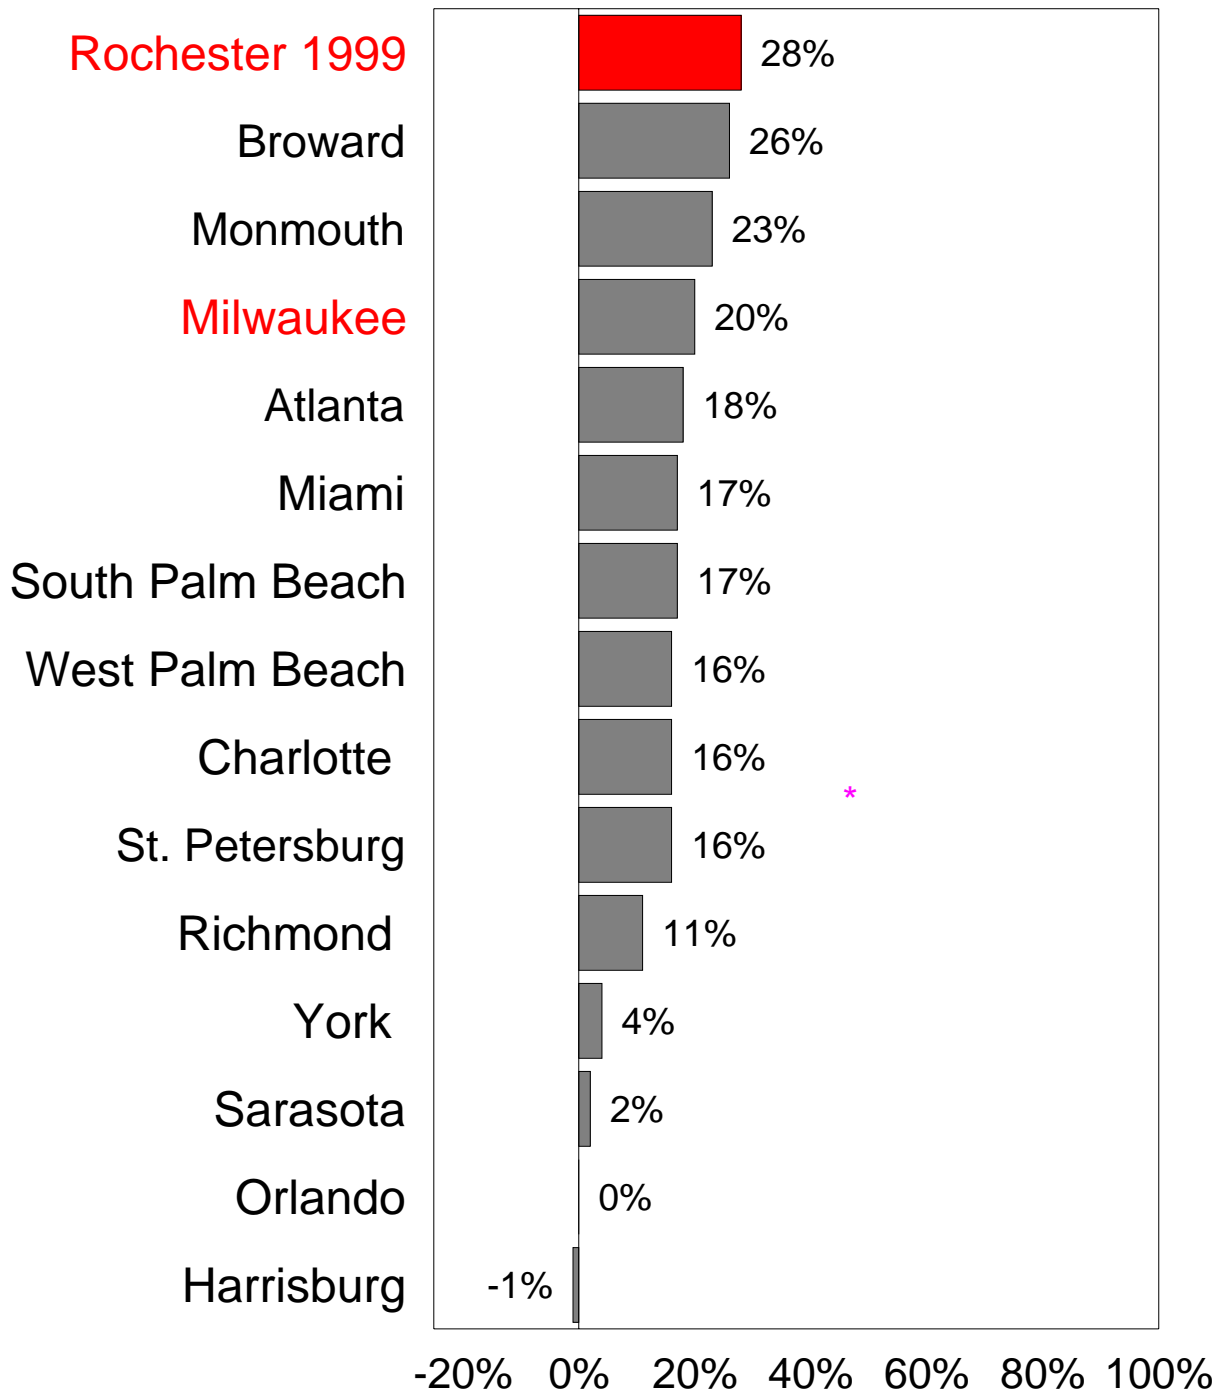 Rochester 1999 28%
Broward 26%
Monmouth 23%
Milwaukee 20%
Atlanta 18%
Miami 17%
South Palm Beach 17%
West Palm Beach 16%
Charlotte 16%
*
St. Petersburg 16%
Richmond 11%
York 4%
Sarasota 2%
Orlando 0%
Harrisburg -1%
-20% 0% 20% 40% 60% 80% 100%